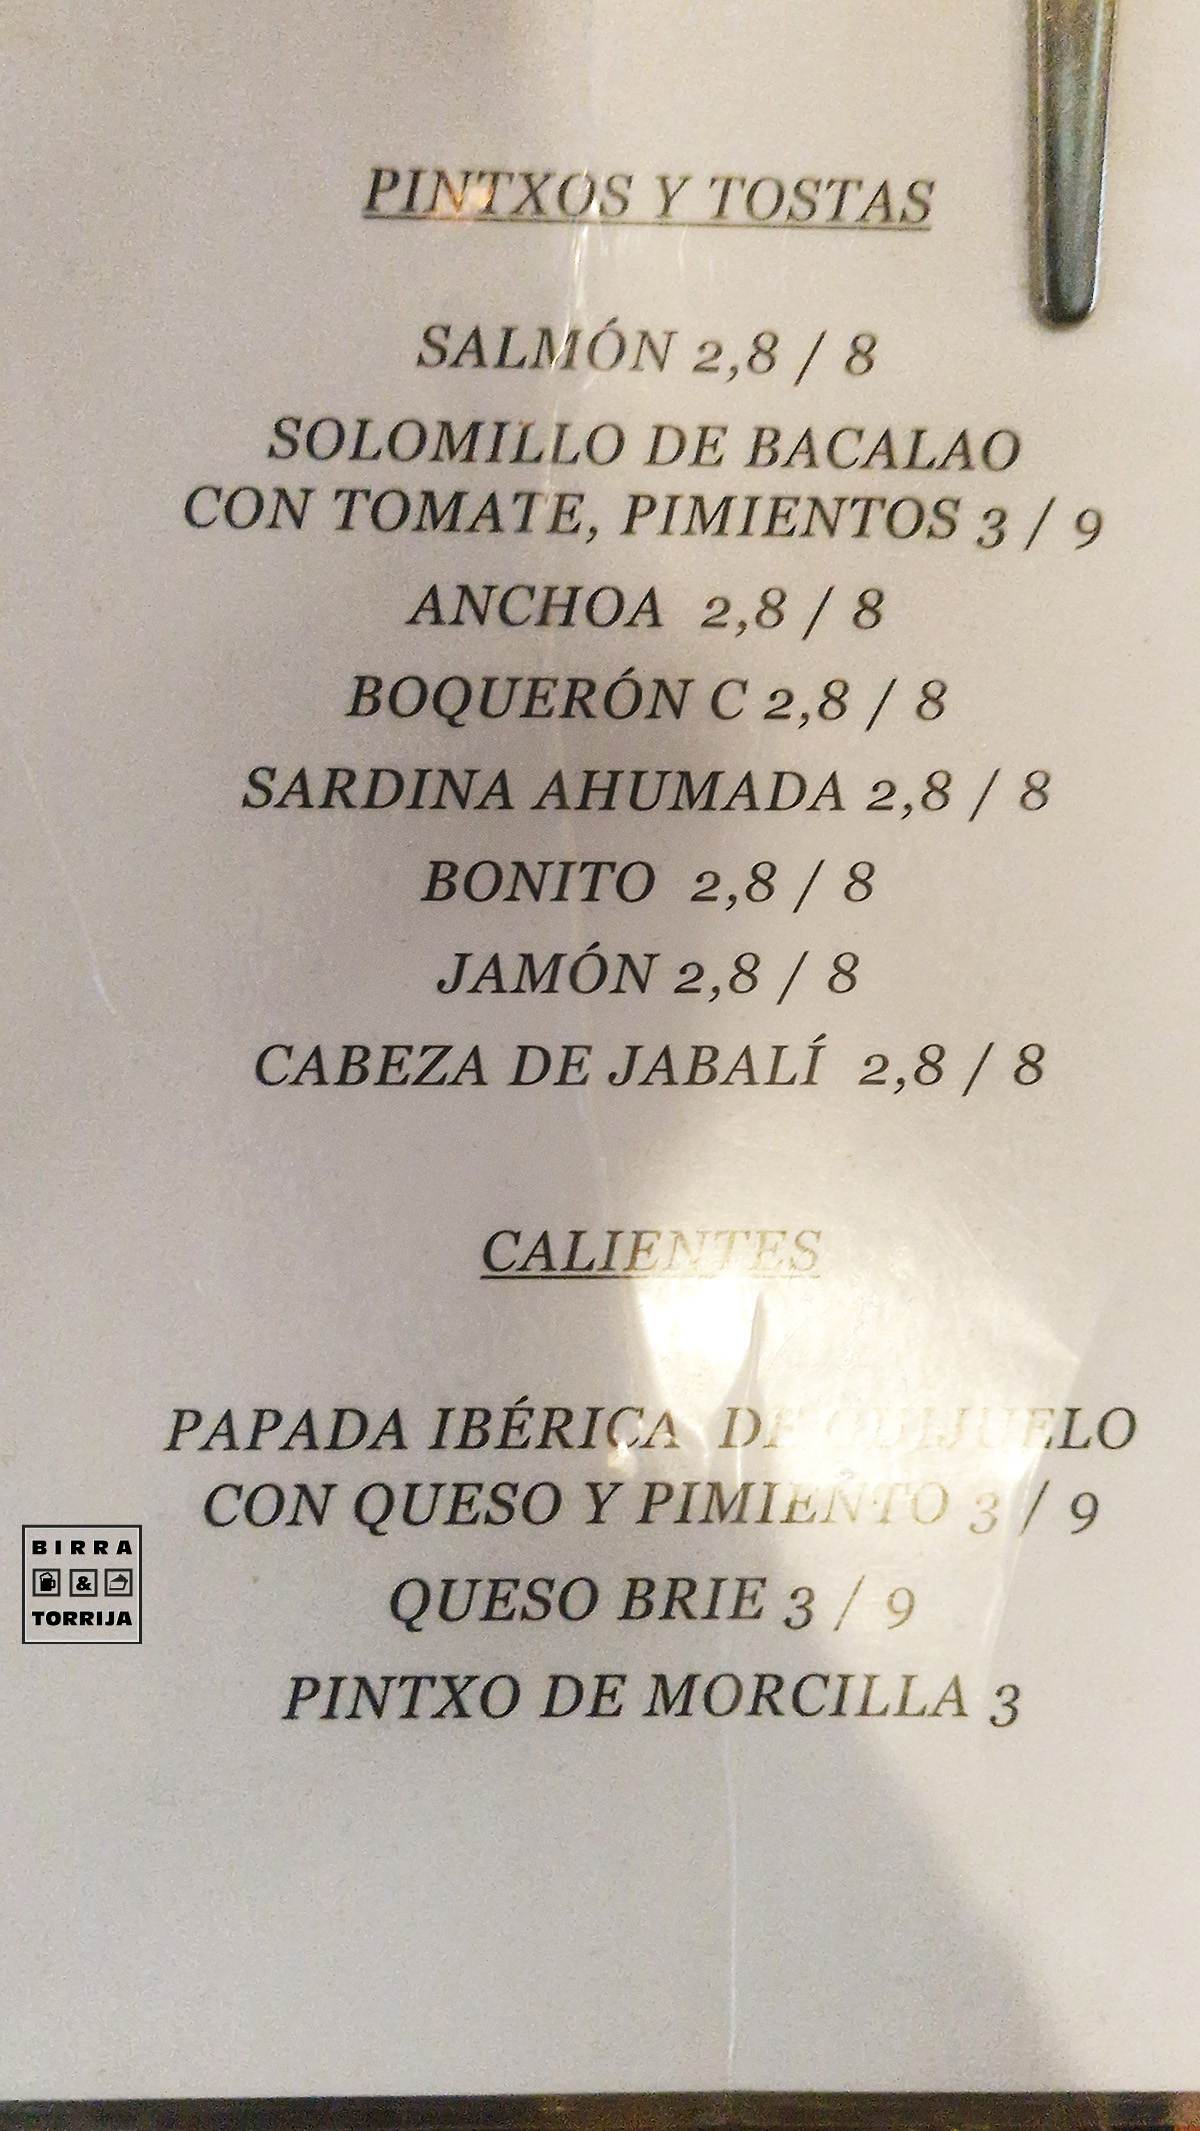 PINTXOS Y TOSTAS
SALMÓN 2,8 / 8
SOLOMILLO DE BACALAO
CON TOMATE, PIMIENTOS 3 / 9
ANCHOA 2,8 / 8
BOQUERÓN C 2,8 / 8
SARDINA AHUMADA 2,8 / 8
BONITO 2,8 / 8
JAMÓN 2,8 / 8
CABEZA DE JABALÍ 2,8 / 8
CALIENTES
PAPADA IBÉRICA DE GUIJUELO
CON QUESO Y PIMIENTO 3 / 9
QUESO BRIE 3 / 9
PINTXO DE MORCILLA 3
BIRRA
&
TORRIJA